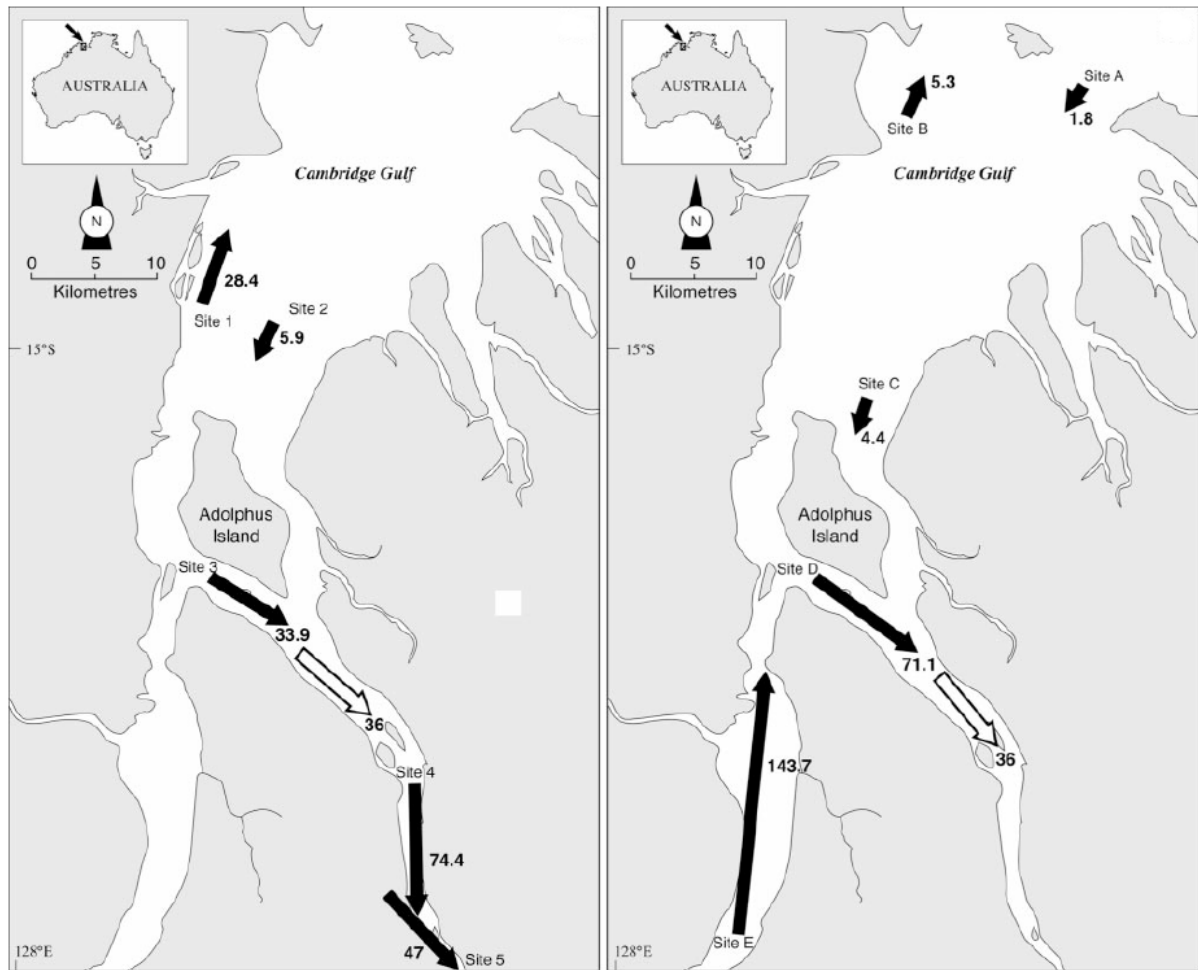 AUSTRALIA
Cambridge Gulf
N
0 5 10
Kilometres
28.4
Site 1
Site 2
5.9
15°S
Adolphus
Island
Site 3
33.9
36
Site 4
74.4
47
Site 5
128°E
AUSTRALIA
5.3
Site B
Site A
1.8
Cambridge Gulf
N
0 5 10
Kilometres
15°S
Site C
4.4
Adolphus
Island
Site D
71.1
36
143.7
Site E
128°E